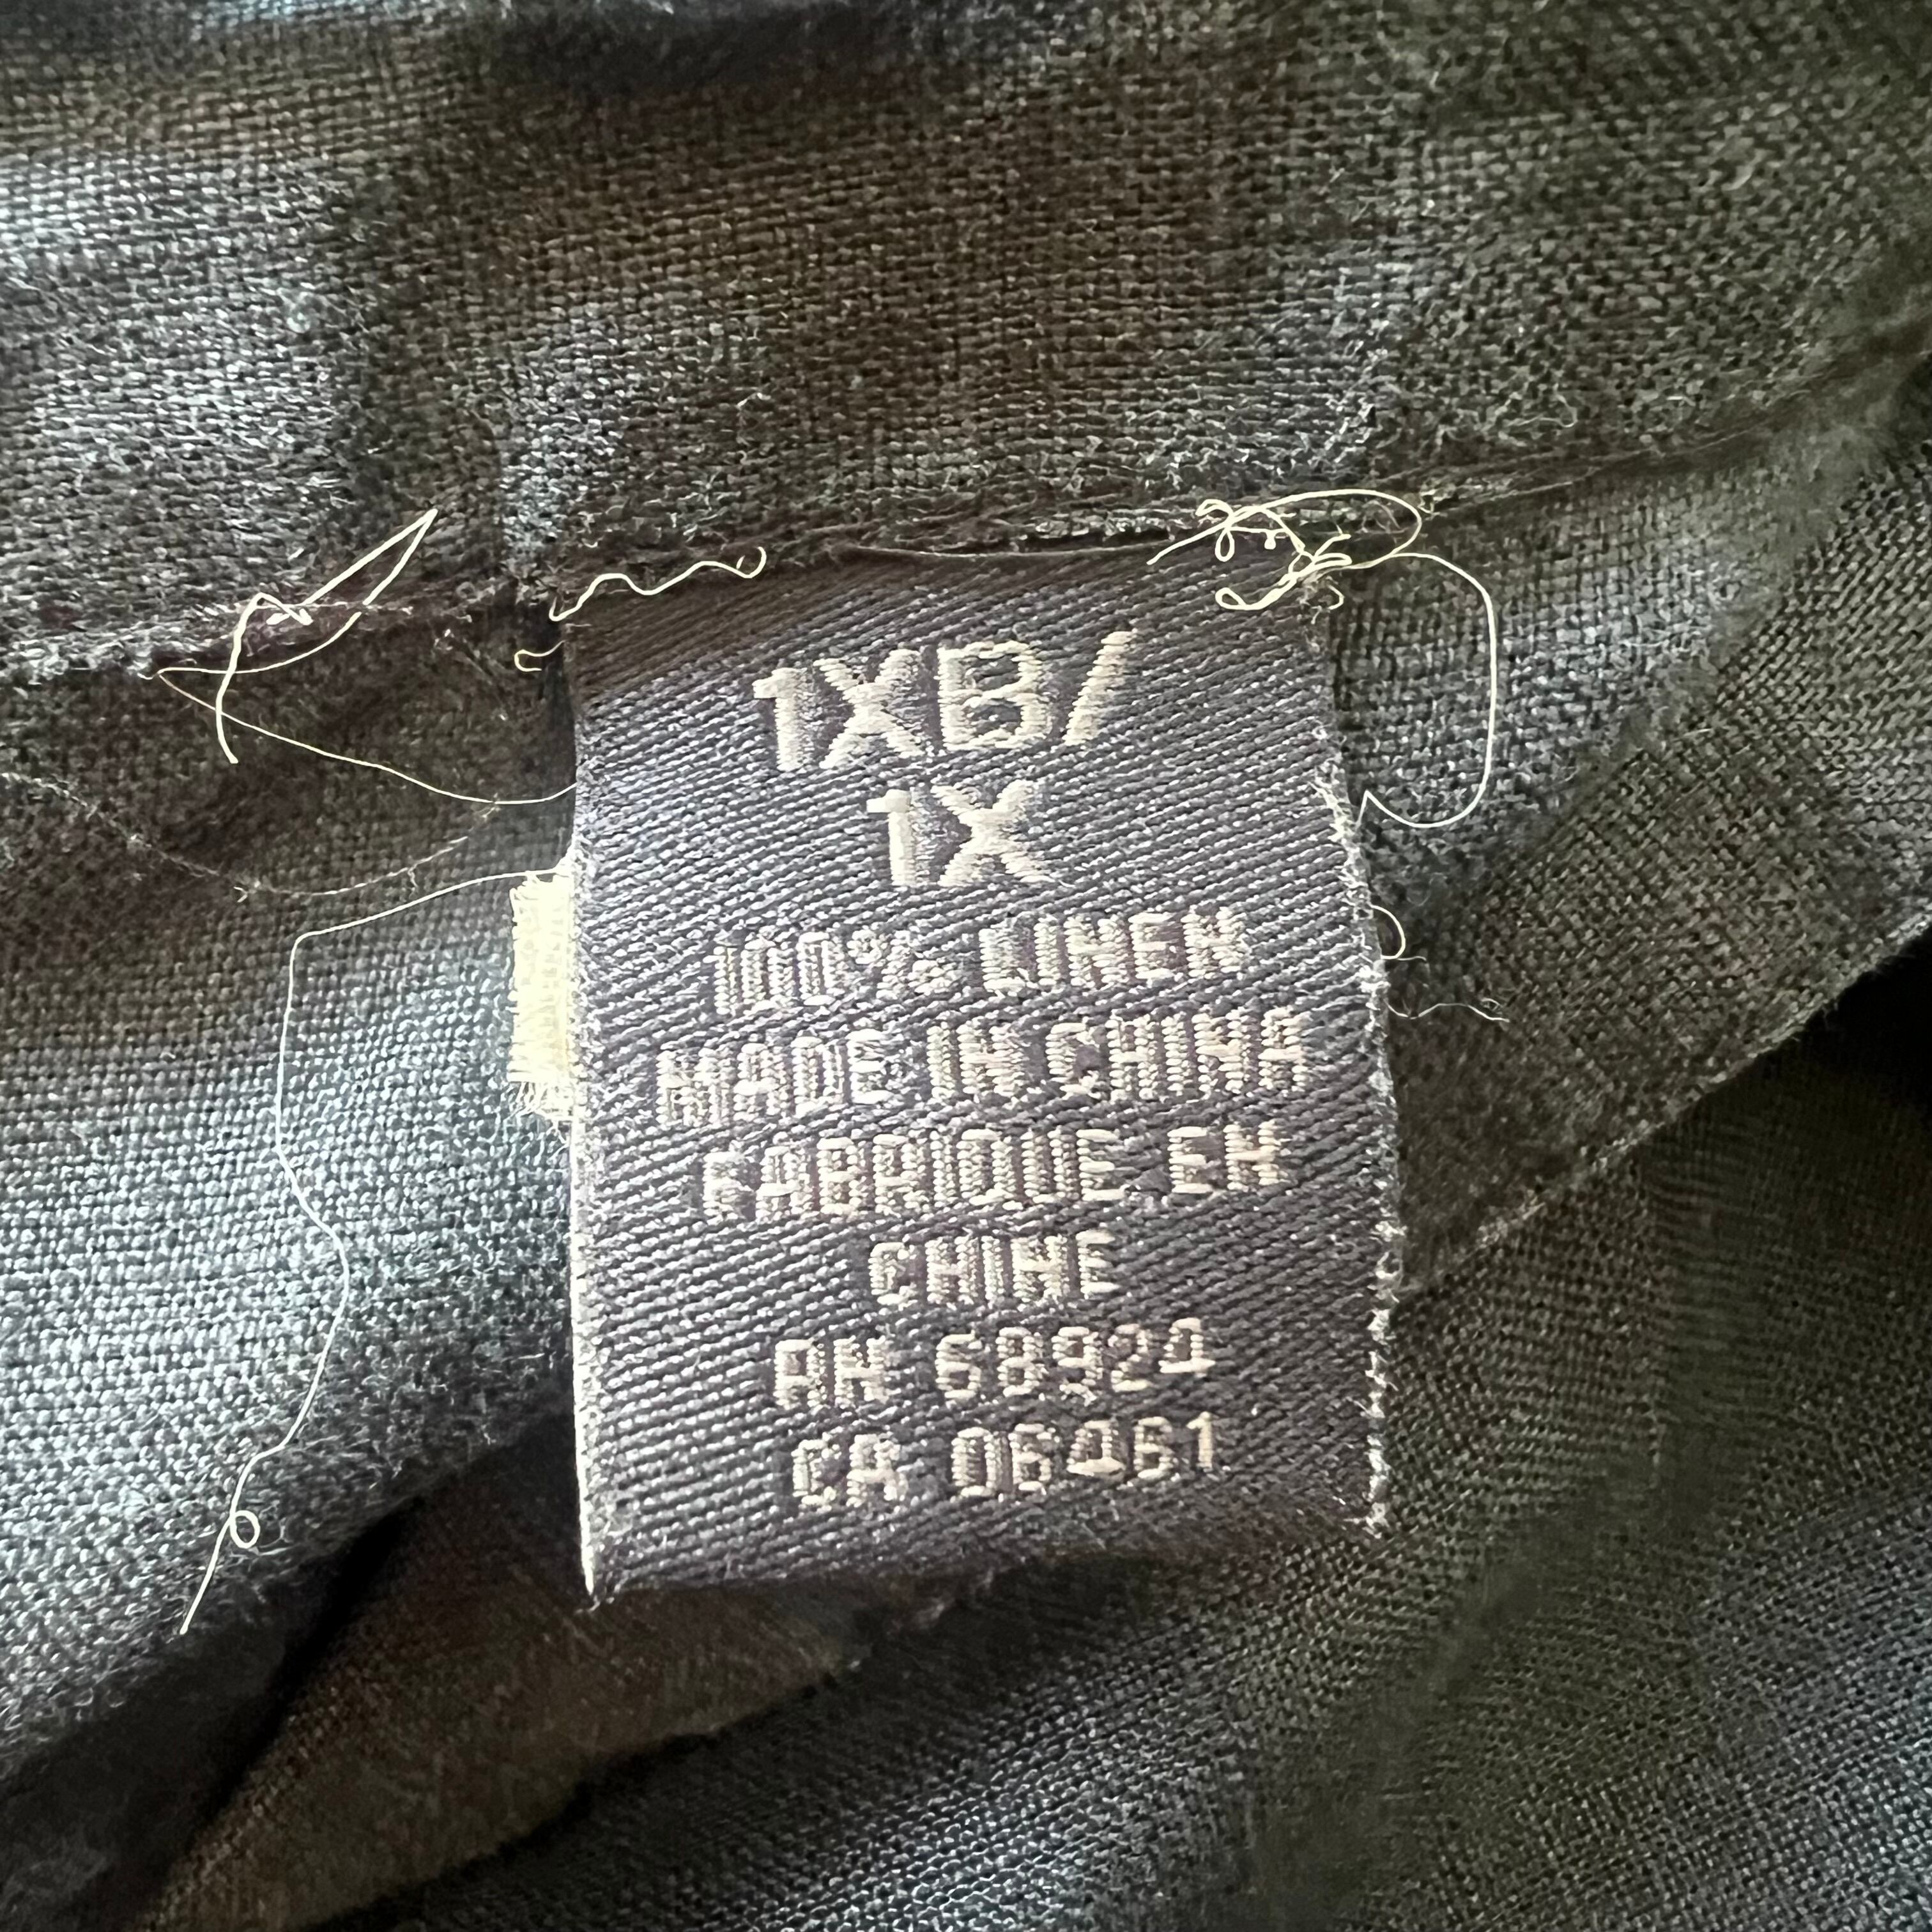 1XB/
1X
100% LINEN
MADE IN CHINA
FABRIQUE EN
CHINE
RN 68924
CA 06461